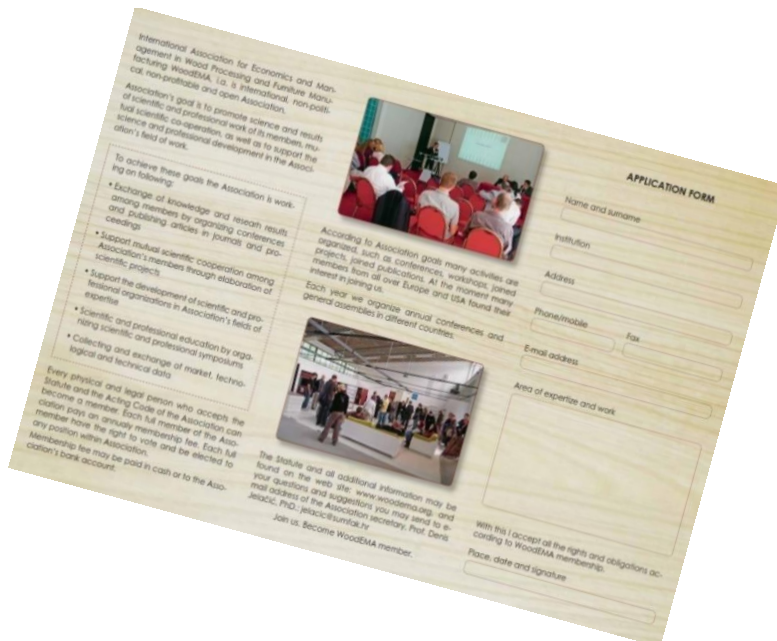 International Association for Economics and Man-
agement in Wood Processing and Furniture Manu-
facturing WoodEMA, i.a. is international, non-politi-
cal, non-profitable and open Association.
Association's goal is to promote science and results
of scientific and professional work of its members, mu-
tual scientific co-operation, as well as to support the
science and professional development in the Associ-
ation's field of work.
To achieve these goals the Association is work-
ing on following:
• Exchange of knowledge and research results
among members by organizing conferences
and publishing articles in journals and pro-
ceedings
• Support mutual scientific cooperation among
Association's members through elaboration of
scientific projects
• Support the development of scientific and pro-
fessional organizations in Association's fields of
expertise
• Scientific and professional education by orga-
nizing scientific and professional symposiums
• Collecting and exchange of market, techno-
logical and technical data.
Every physical and legal person who accepts the
Statute and the Acting Code of the Association can
become a member. Each full member of the Asso-
ciation pays an annualy membership fee. Each full
member have the right to vote and be elected to
any position within Association.
Membership fee may be paid in cash or to the Asso-
ciation's bank account.
According to Association goals many activities are
organized, such as conferences, workshops, joined
projects, joined publications. At the moment many
members from all over Europe and USA found their
interest in joining us.
Each year we organize annual conferences and
general assemblies in different countries.
The Statute and all additional information may be
found on the web site: www.woodema.org, and
your questions and suggestions you may send to e-
mail address of the Association secretary, Prof. Denis
Jelačić, PhD.: jelacic@sumfak.hr
Join us. Become WoodEMA member.
APPLICATION FORM
Name and surname
Institution
Address
Phone/mobile
Fax
E-mail address
Area of expertize and work
With this I accept all the rights and obligations ac-
cording to WoodEMA membership.
Place, date and signature